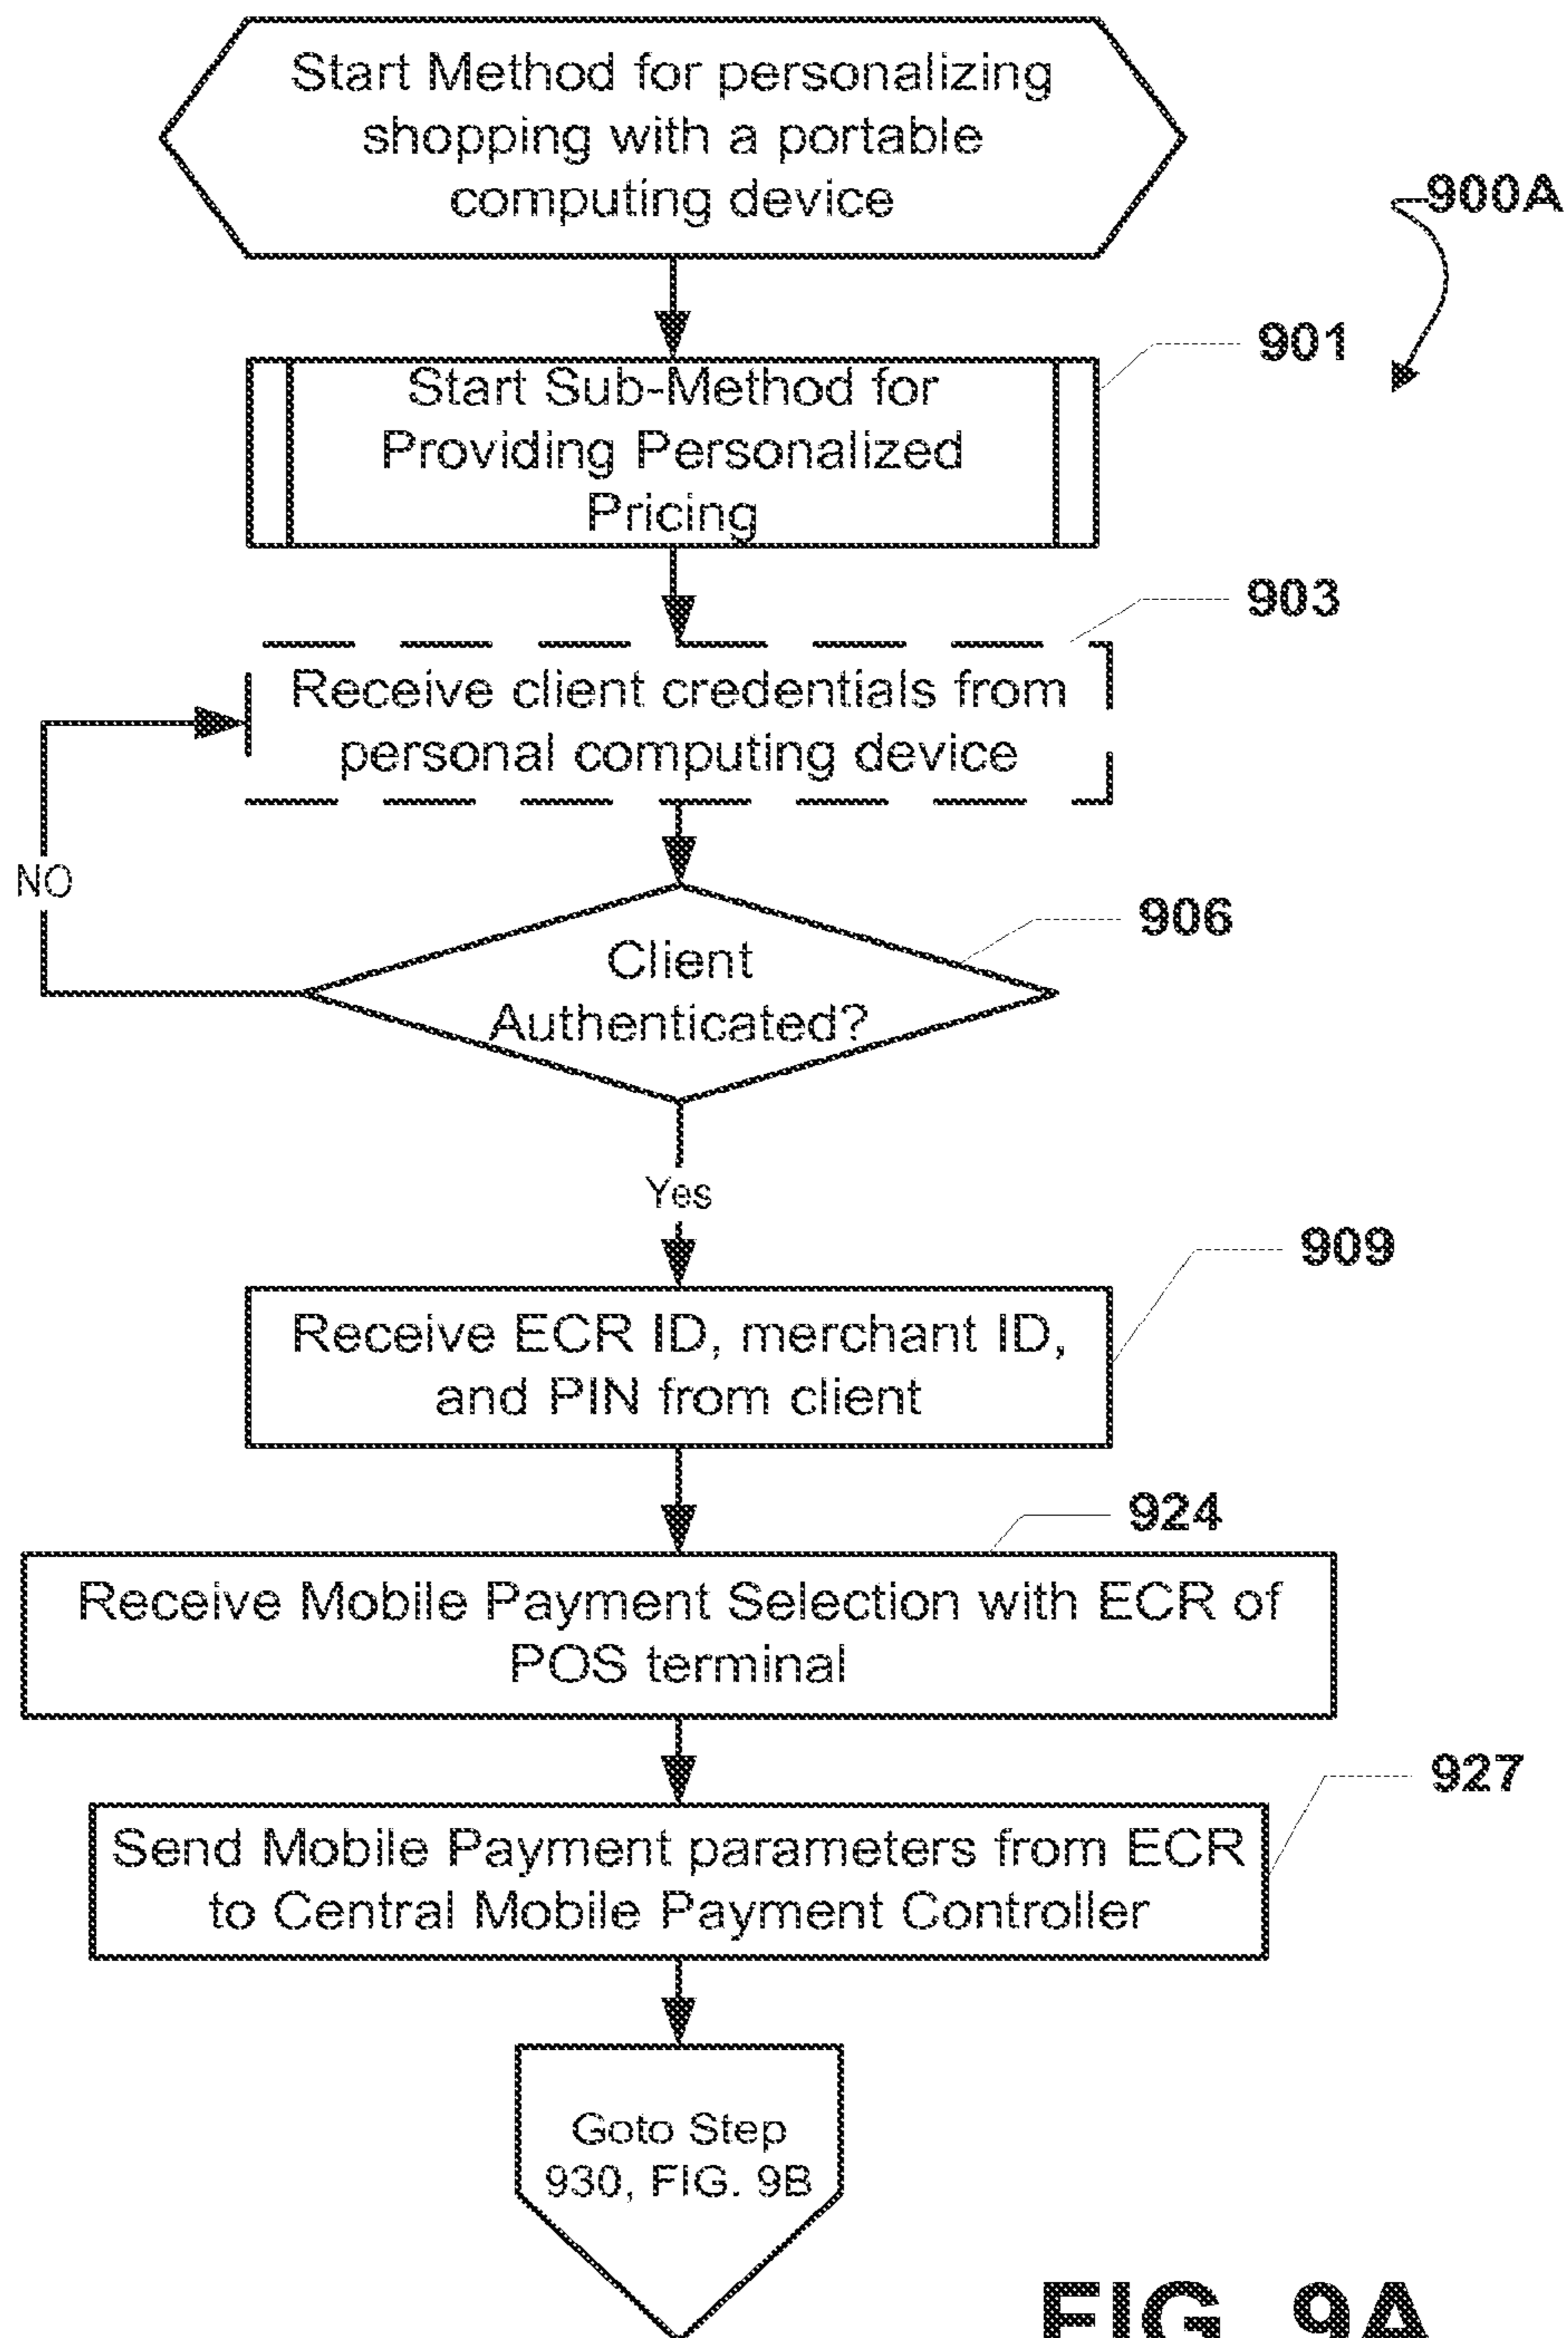 Start Method for personalizing
shopping with a portable
computing device
900A
901
Start Sub-Method for
Providing Personalized
Pricing
903
Receive client credentials from
personal computing device
NO
906
Client
Authenticated?
Yes
909
Receive ECR ID, merchant ID,
and PIN from client
924
Receive Mobile Payment Selection with ECR of
POS terminal
927
Send Mobile Payment parameters from ECR
to Central Mobile Payment Controller
Goto Step
930, FIG. 9B
FIG. 9A